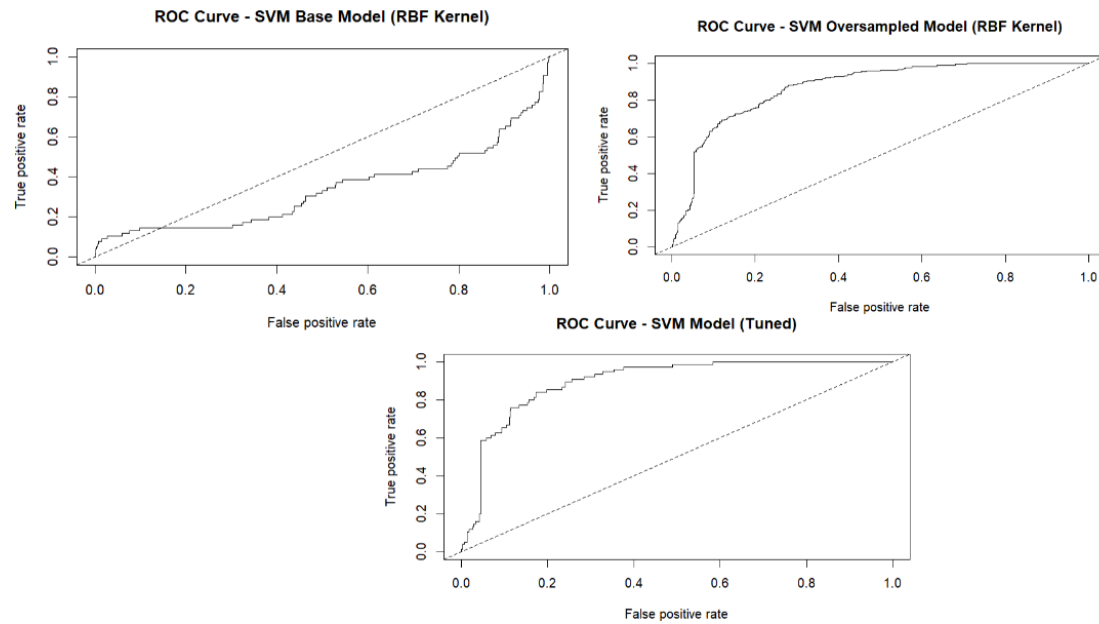 ROC Curve - SVM Base Model (RBF Kernel)
True positive rate
1.0
0.8
0.6
0.4
0.2
0.0
0.0 0.2 0.4 0.6 0.8 1.0
False positive rate
ROC Curve - SVM Oversampled Model (RBF Kernel)
True positive rate
1.0
0.8
0.6
0.4
0.2
0.0
0.0 0.2 0.4 0.6 0.8 1.0
False positive rate
ROC Curve - SVM Model (Tuned)
True positive rate
1.0
0.8
0.6
0.4
0.2
0.0
0.0 0.2 0.4 0.6 0.8 1.0
False positive rate